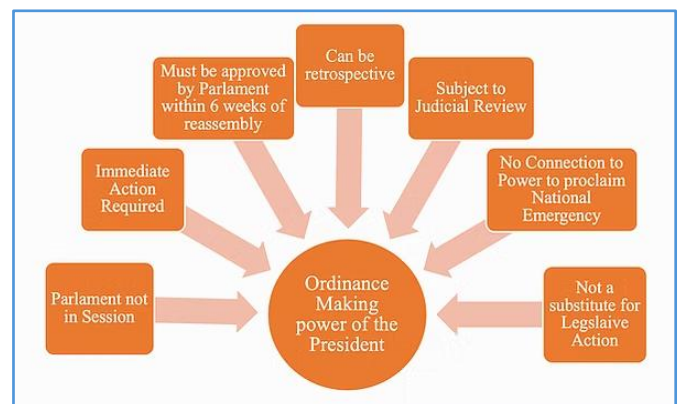 Can be
retrospective
Must be approved
by Parlament
within 6 weeks of
reassembly
Subject to
Judicial Review
Immediate
Action
Required
No Connection to
Power to proclaim
National
Emergency
Parlament not
in Session
Ordinance
Making
power of the
President
Not a
substitute for
Legslaive
Action